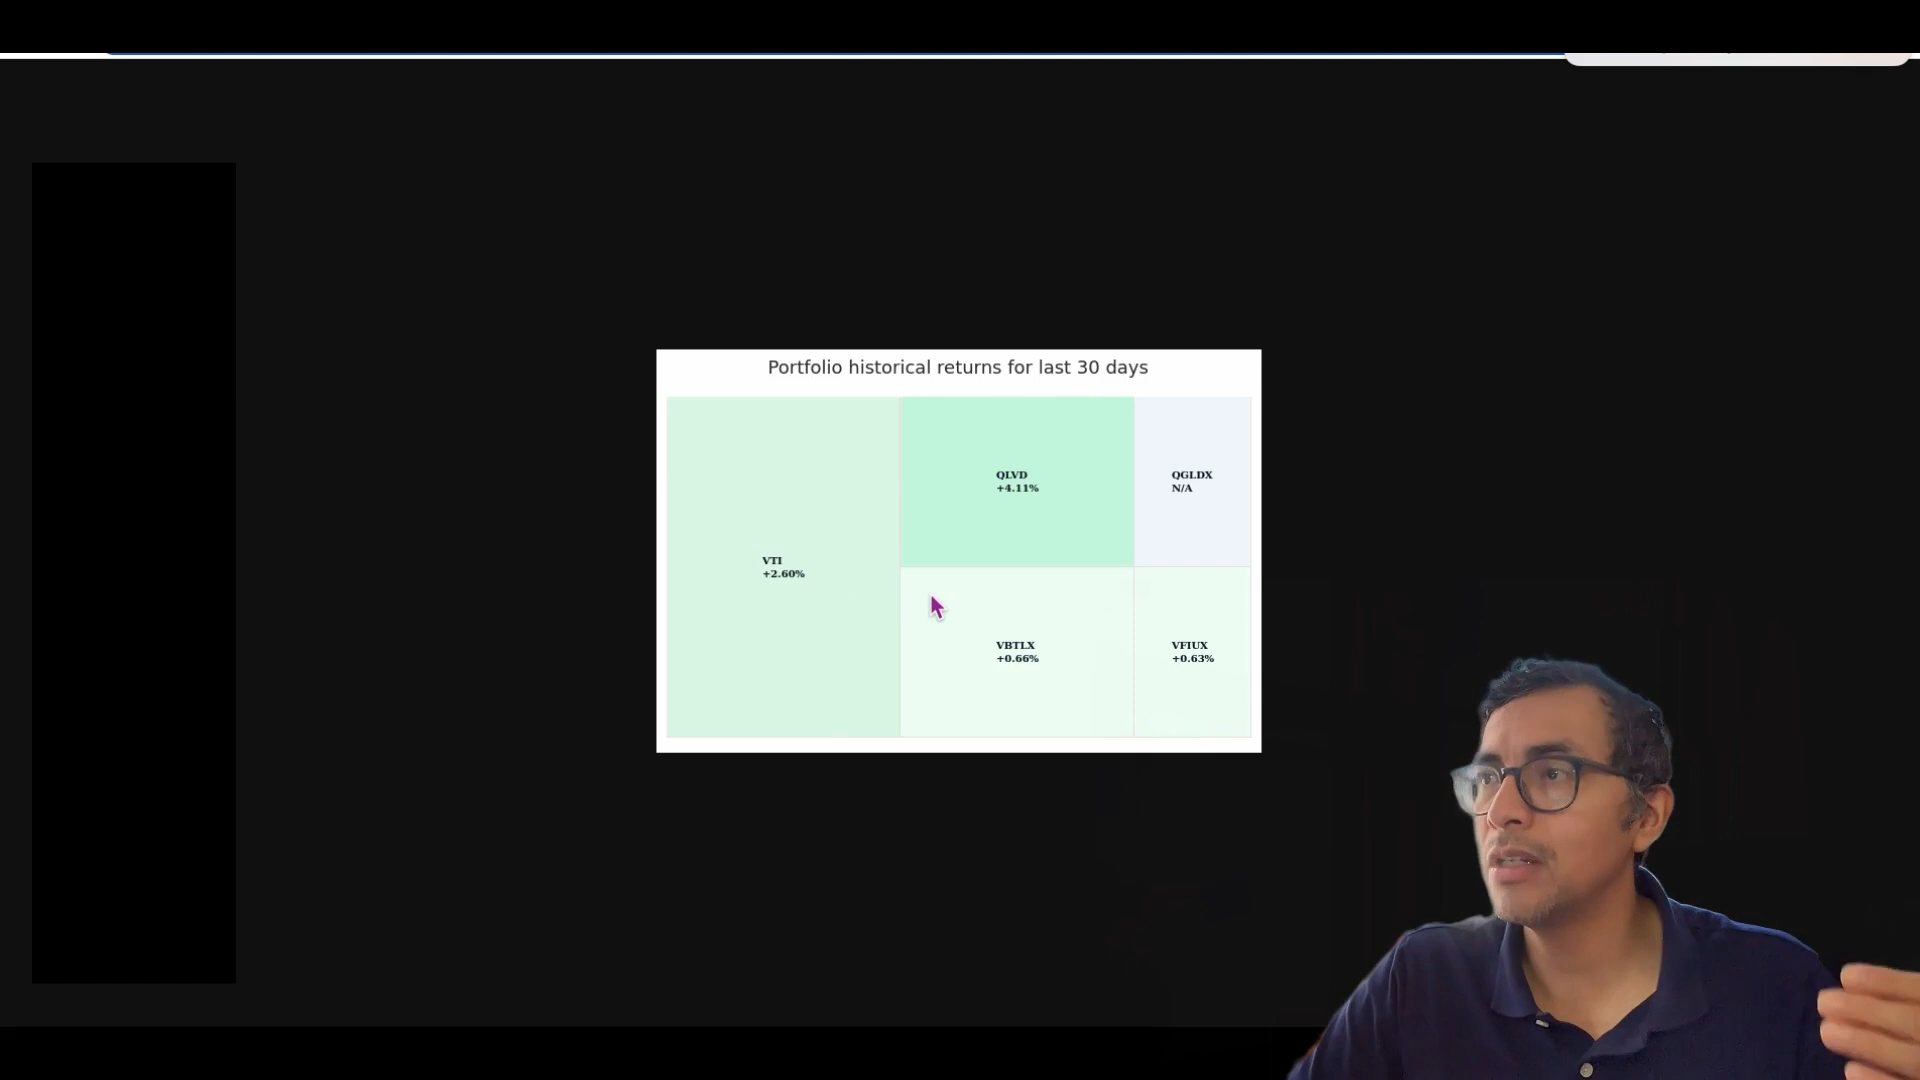 Portfolio historical returns for last 30 days
VTI
+2.60%
QLVD
+4.11%
QGLDX
N/A
VBTLX
+0.66%
VFIUX
+0.63%